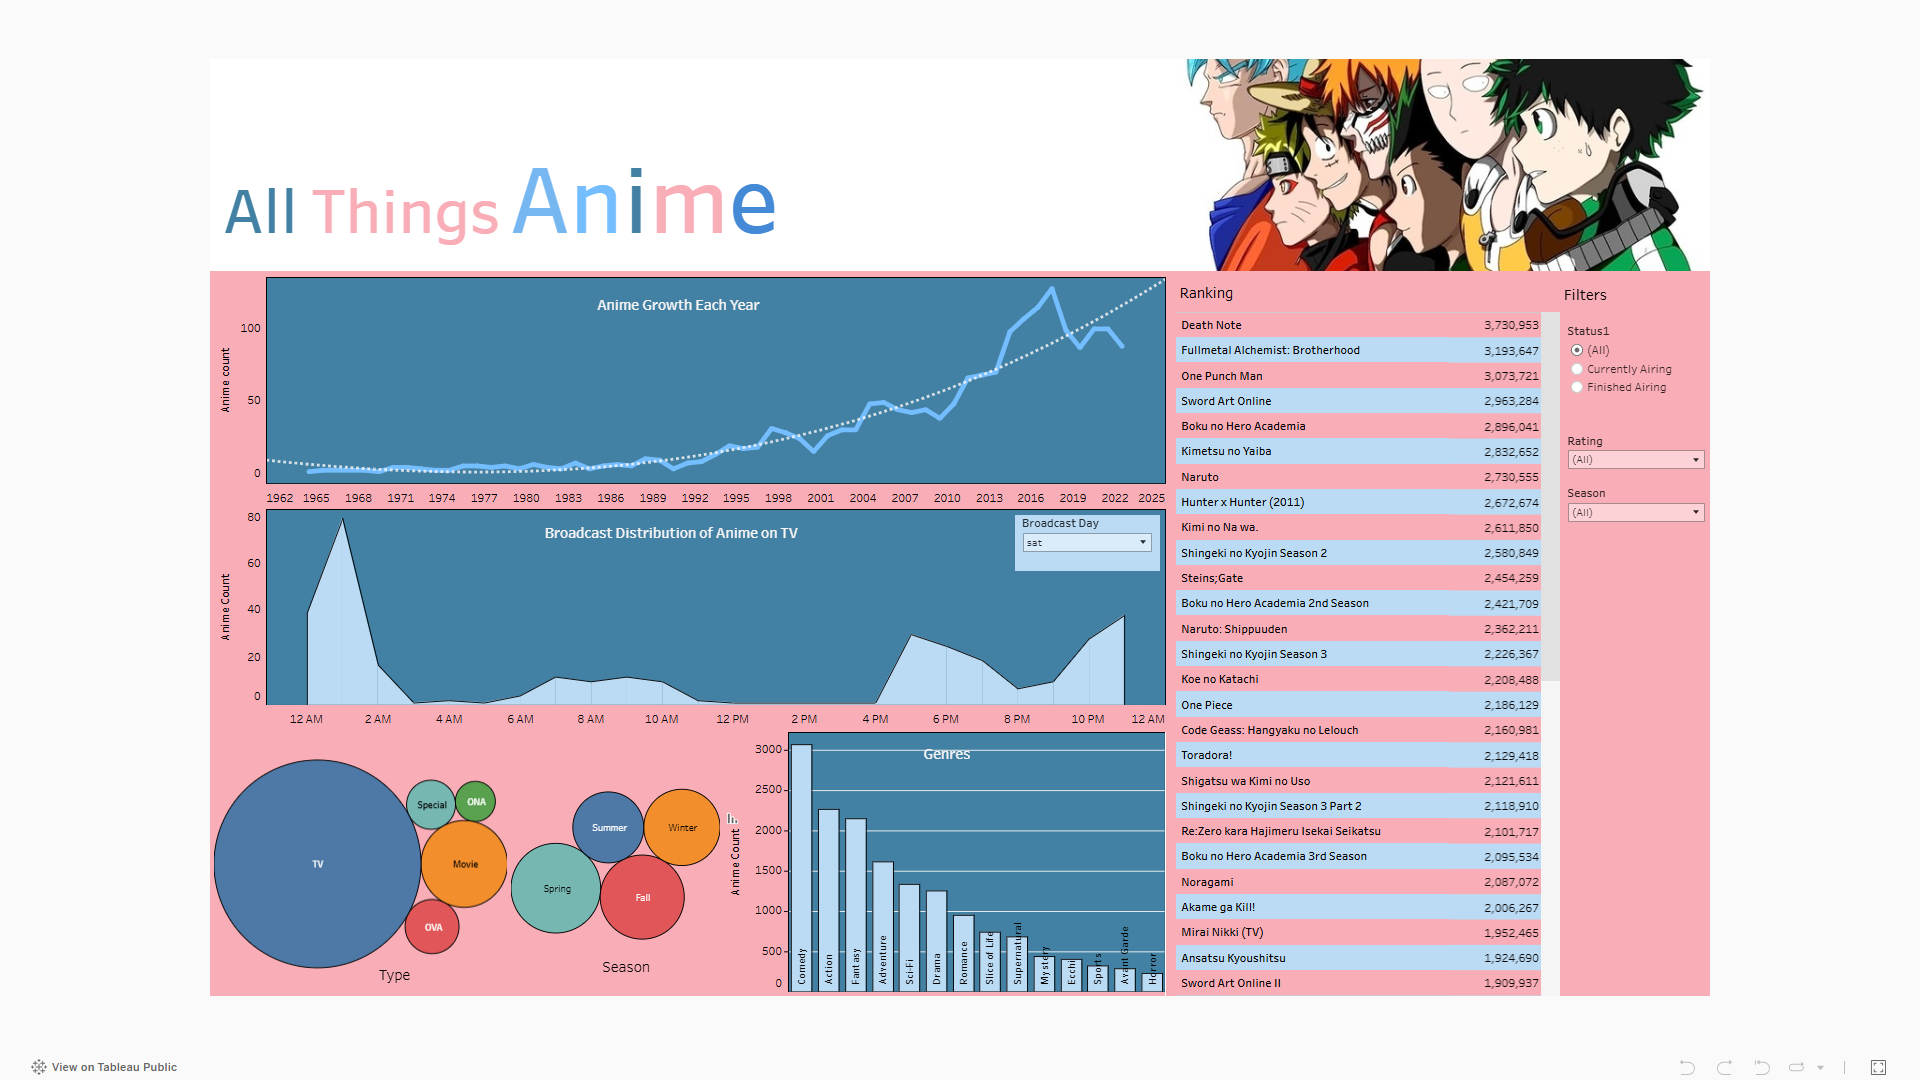 All Things Anime
Anime Growth Each Year
Anime count
100
50
0
1962 1965 1968 1971 1974 1977 1980 1983 1986 1989 1992 1995 1998 2001 2004 2007 2010 2013 2016 2019 2022 2025
Broadcast Distribution of Anime on TV
Broadcast Day
sat
Anime Count
80
60
40
20
0
12 AM 2 AM 4 AM 6 AM 8 AM 10 AM 12 PM 2 PM 4 PM 6 PM 8 PM 10 PM 12 AM
TV
Special
ONA
Movie
OVA
Type
Summer
Winter
Spring
Fall
Season
Genres
Anime Count
3000
2500
2000
1500
1000
500
0
Comedy
Action
Fantasy
Adventure
Sci-Fi
Drama
Romance
Slice of Life
Supernatural
Mystery
Ecchi
Sports
Avant Garde
Horror
Ranking
Death Note 3,730,953
Fullmetal Alchemist: Brotherhood 3,193,647
One Punch Man 3,073,721
Sword Art Online 2,963,284
Boku no Hero Academia 2,896,041
Kimetsu no Yaiba 2,832,652
Naruto 2,730,555
Hunter x Hunter (2011) 2,672,674
Kimi no Na wa. 2,611,850
Shingeki no Kyojin Season 2 2,580,849
Steins;Gate 2,454,259
Boku no Hero Academia 2nd Season 2,421,709
Naruto: Shippuuden 2,362,211
Shingeki no Kyojin Season 3 2,226,367
Koe no Katachi 2,208,488
One Piece 2,186,129
Code Geass: Hangyaku no Lelouch 2,160,981
Toradora! 2,129,418
Shigatsu wa Kimi no Uso 2,121,611
Shingeki no Kyojin Season 3 Part 2 2,118,910
Re:Zero kara Hajimeru Isekai Seikatsu 2,101,717
Boku no Hero Academia 3rd Season 2,095,534
Noragami 2,087,072
Akame ga Kill! 2,006,267
Mirai Nikki (TV) 1,952,465
Ansatsu Kyoushitsu 1,924,690
Sword Art Online II 1,909,937
Filters
Status1
(All)
Currently Airing
Finished Airing
Rating
(All)
Season
(All)
View on Tableau Public